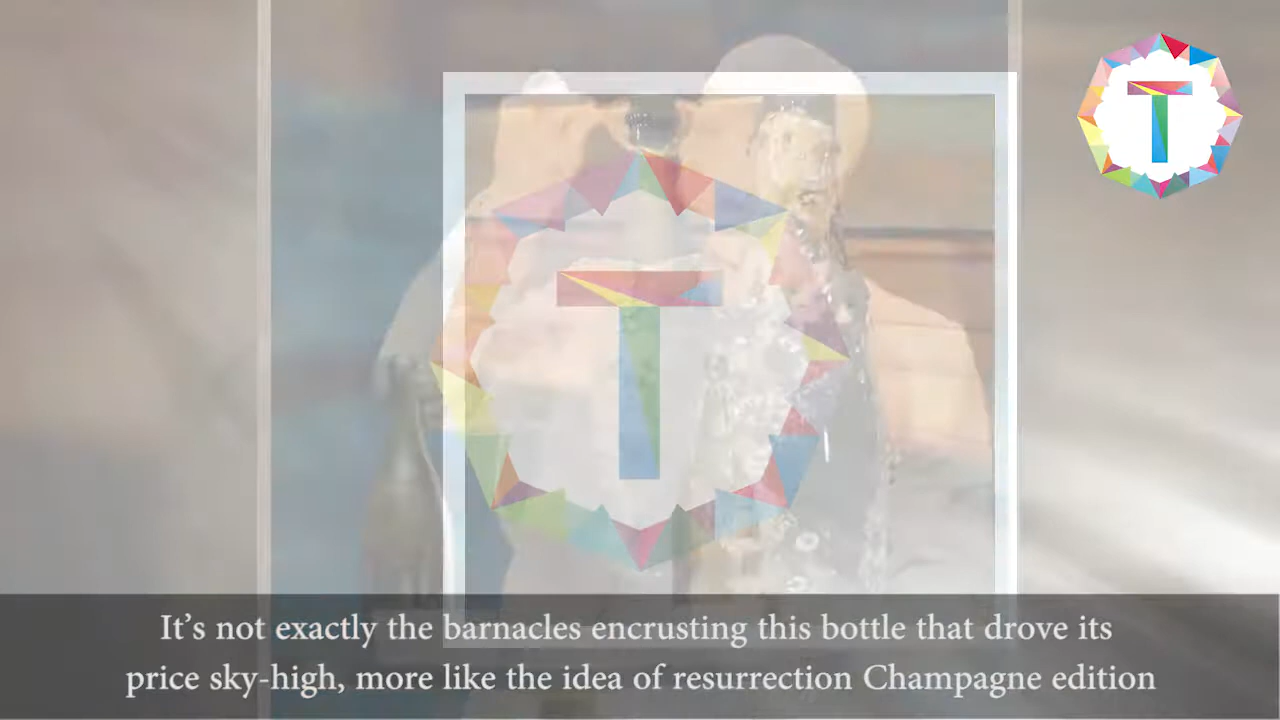 T
T
It’s not exactly the barnacles encrusting this bottle that drove its
price sky-high, more like the idea of resurrection Champagne edition